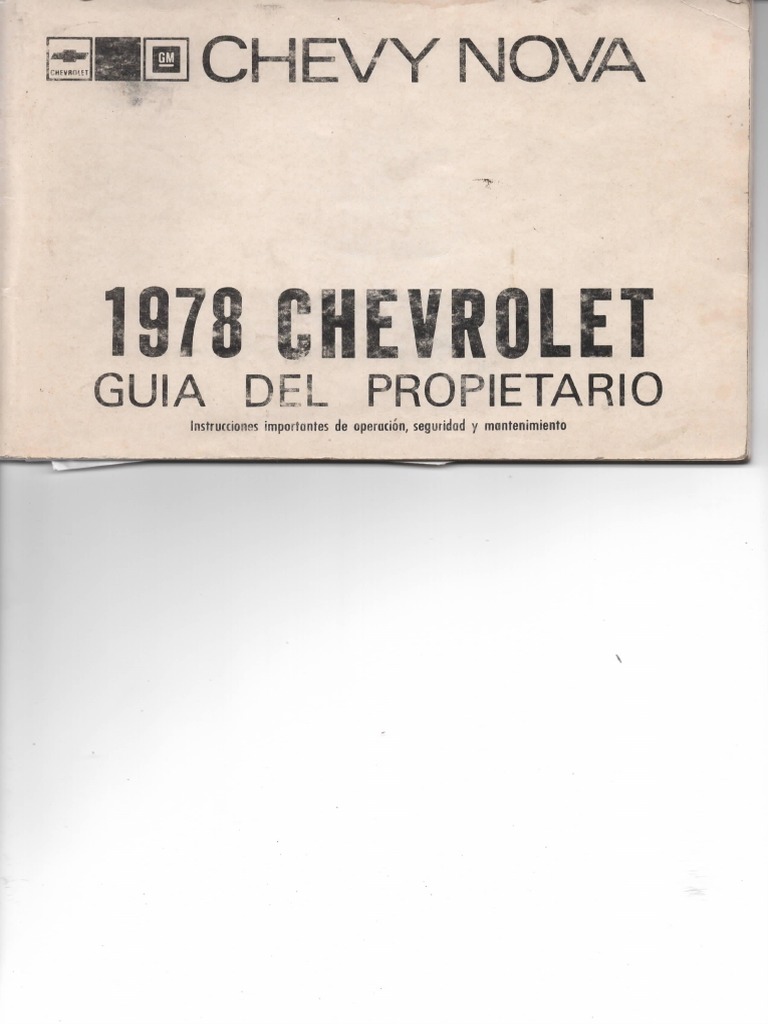 CHEVROLET GM CHEVY NOVA
1978 CHEVROLET
GUIA DEL PROPIETARIO
Instrucciones importantes de operación, seguridad y mantenimiento